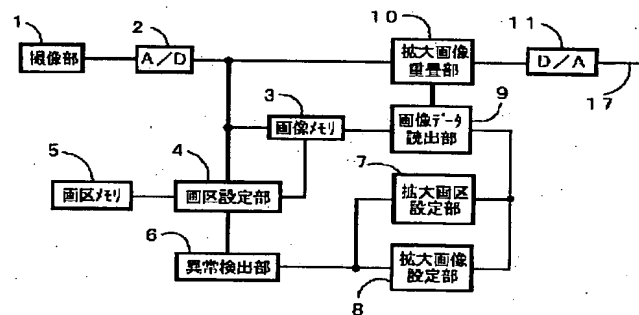 1
撮像部
2
A/D
10
拡大画像
重畳部
11
D/A
17
3
画像メモリ
9
画像データ
読出部
5
画区メモリ
4
画区設定部
7
拡大画区
設定部
6
異常検出部
拡大画像
設定部
8